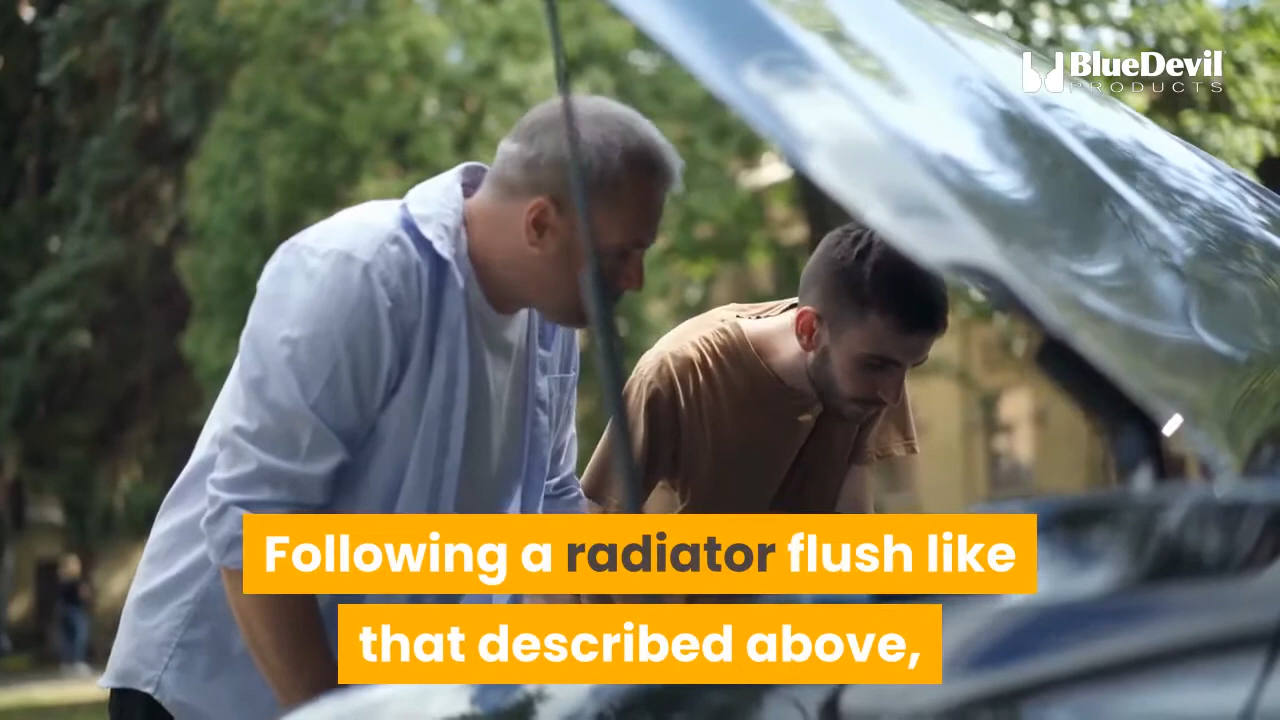 BlueDevil
PRODUCTS
Following a radiator flush like
that described above,